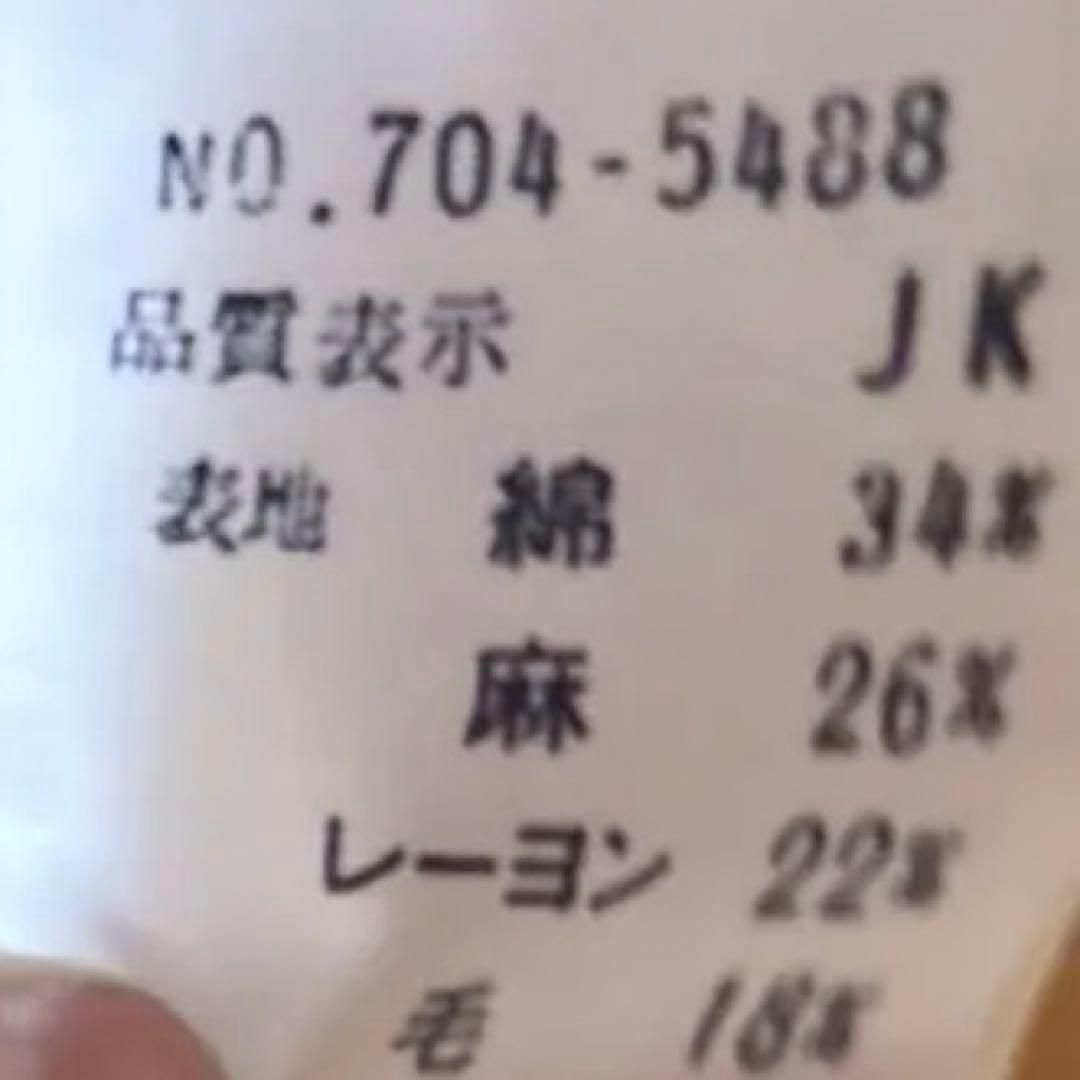 NO.704-5488
品質表示 JK
表地 綿 34%
麻 26%
レーヨン 22%
毛 18%